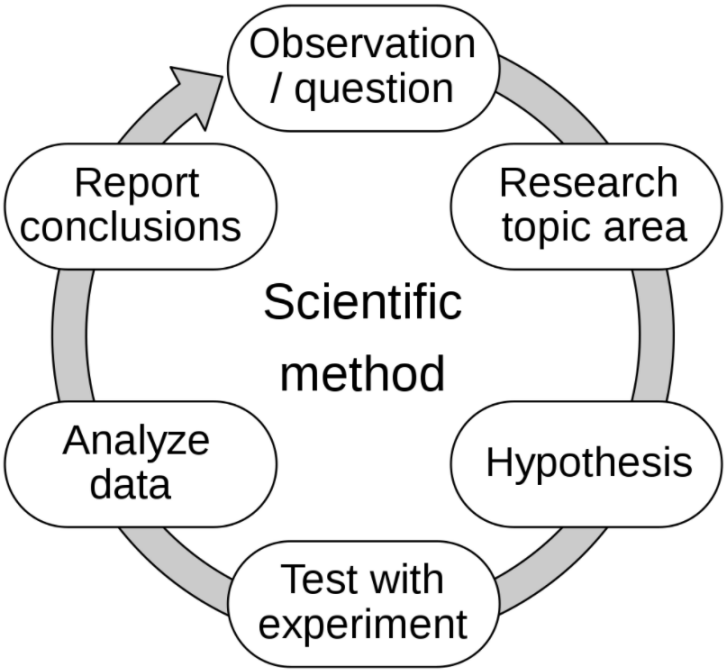 Observation
/ question
Research
topic area
Hypothesis
Test with
experiment
Analyze
data
Report
conclusions
Scientific
method